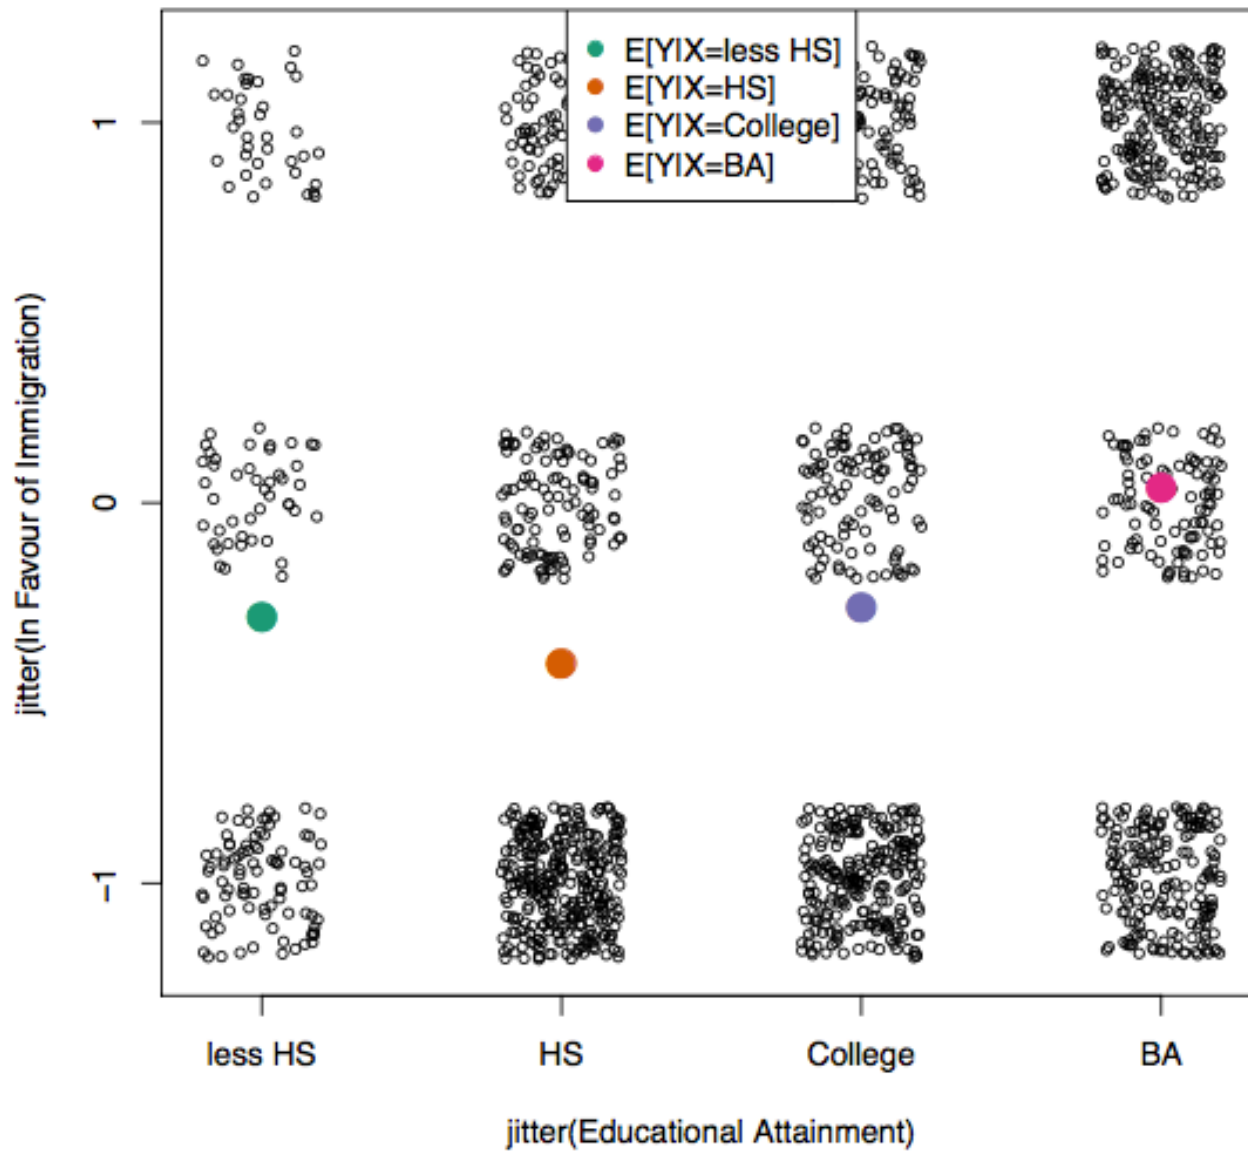 E[Y|X=less HS]
E[Y|X=HS]
E[Y|X=College]
E[Y|X=BA]
1
0
−1
jitter(In Favour of Immigration)
less HS HS College BA
jitter(Educational Attainment)